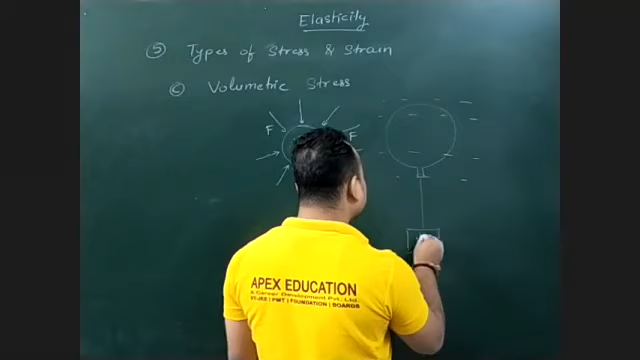 Elasticity
⑤ Types of Stress & Strain
© Volumetric Stress
F
F
APEX EDUCATION
& Career Development Pvt. Ltd.
IIT-JEE | PMT | FOUNDATION | BOARDS